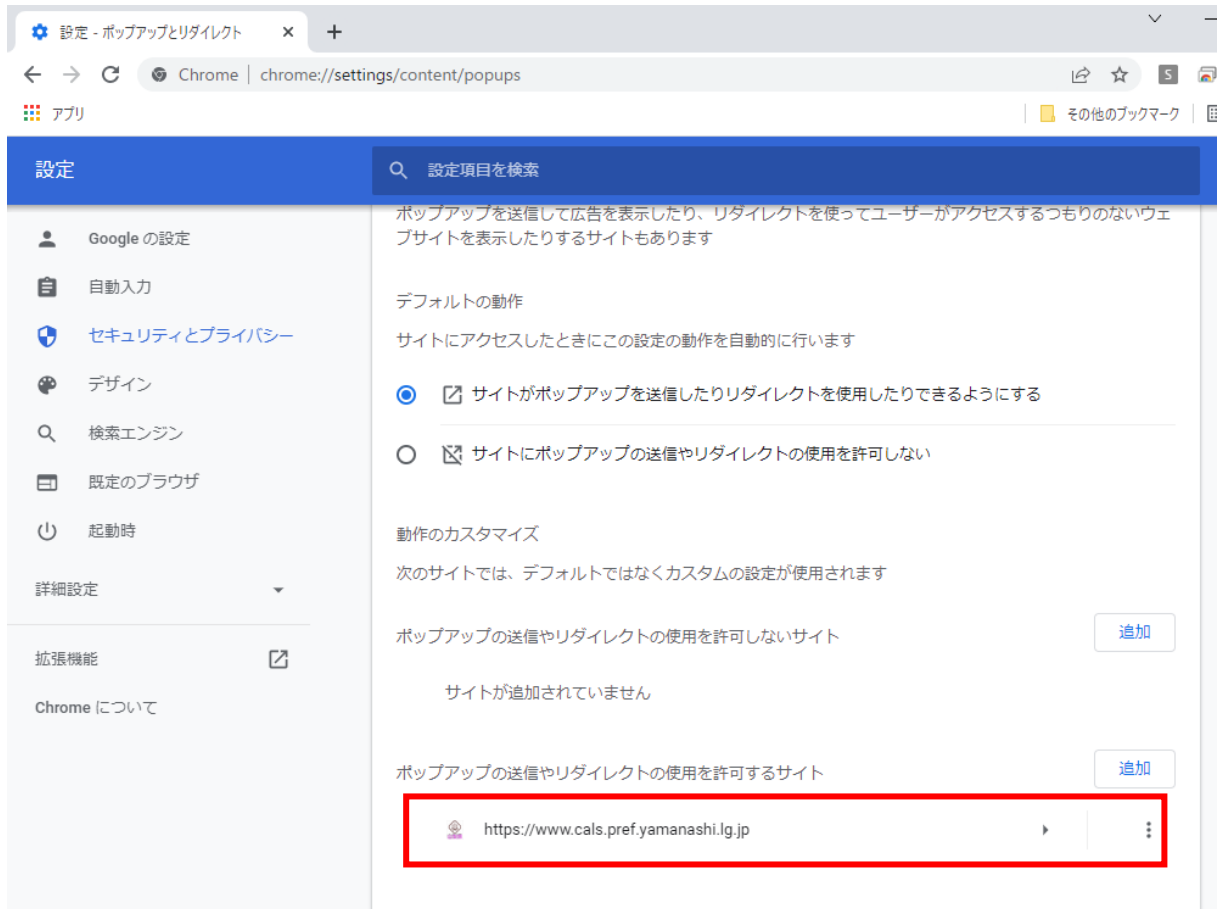 設定 - ポップアップとリダイレクト
Chrome
chrome://settings/content/popups
S
アプリ
その他のブックマーク
設定
設定項目を検索
Google の設定
自動入力
セキュリティとプライバシー
デザイン
検索エンジン
既定のブラウザ
起動時
詳細設定
拡張機能
Chrome について
ポップアップを送信して広告を表示したり、リダイレクトを使ってユーザーがアクセスするつもりのないウェ
ブサイトを表示したりするサイトもあります
デフォルトの動作
サイトにアクセスしたときにこの設定の動作を自動的に行います
サイトがポップアップを送信したりリダイレクトを使用したりできるようにする
サイトにポップアップの送信やリダイレクトの使用を許可しない
動作のカスタマイズ
次のサイトでは、デフォルトではなくカスタムの設定が使用されます
ポップアップの送信やリダイレクトの使用を許可しないサイト
追加
サイトが追加されていません
ポップアップの送信やリダイレクトの使用を許可するサイト
追加
https://www.cals.pref.yamanashi.lg.jp